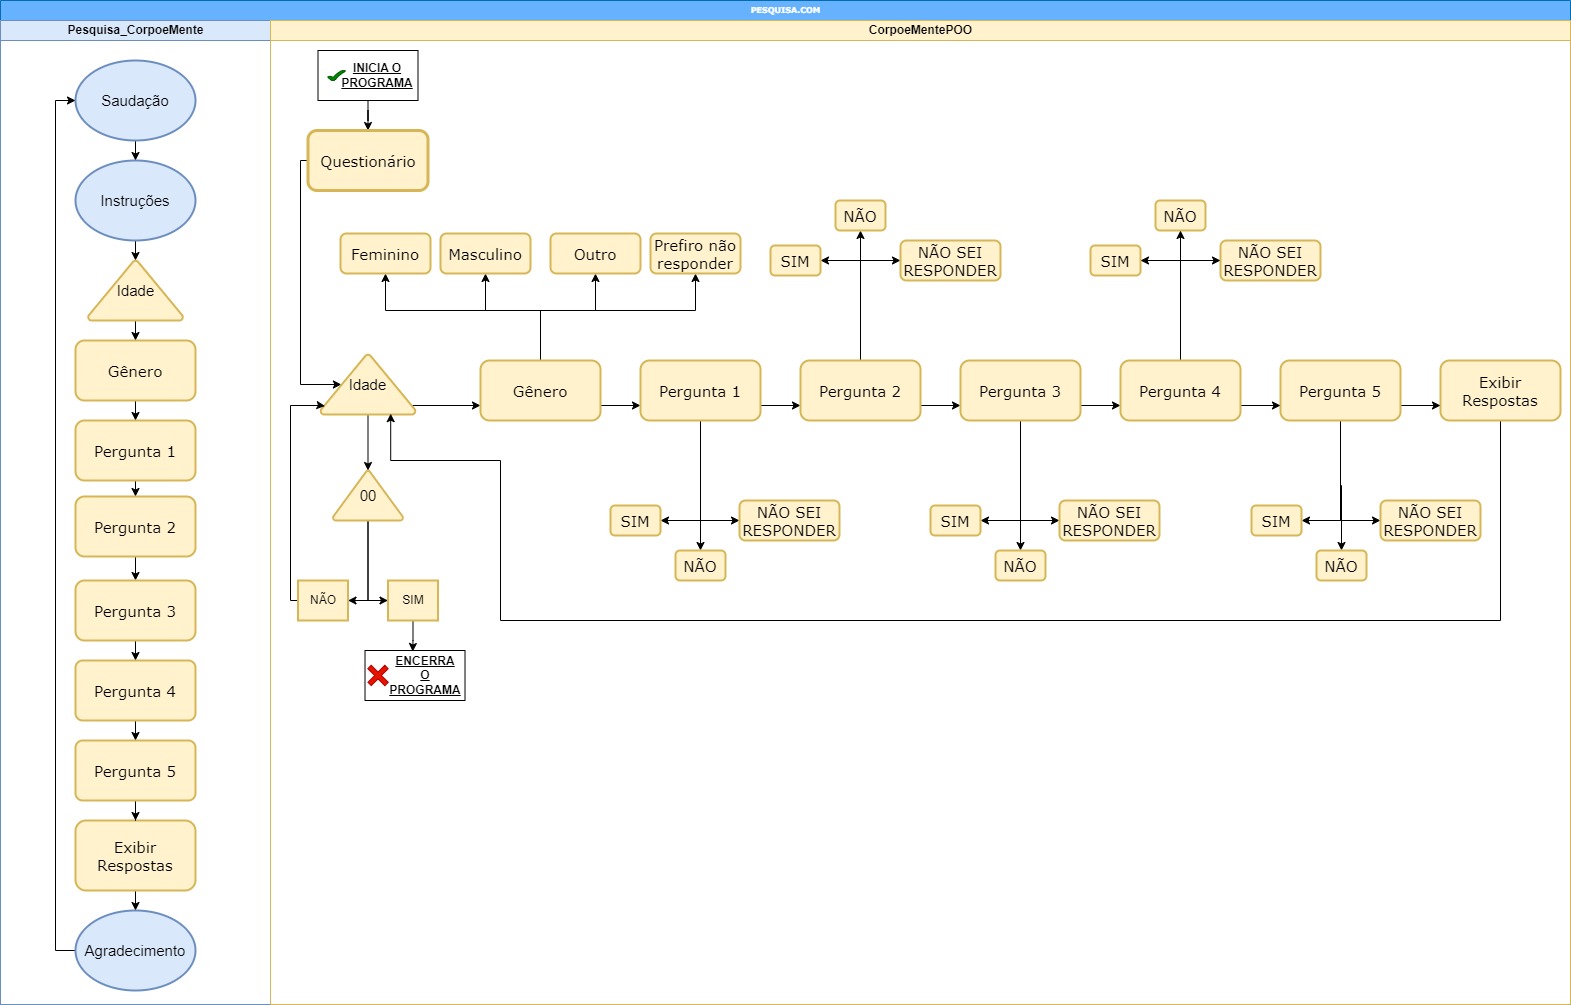 PESQUISA.COM
Pesquisa_CorpoeMente
CorpoeMentePOO
Saudação
Instruções
Idade
Gênero
Pergunta 1
Pergunta 2
Pergunta 3
Pergunta 4
Pergunta 5
Exibir
Respostas
Agradecimento
INICIA O
PROGRAMA
Questionário
Feminino
Masculino
Outro
Prefiro não
responder
NÃO
SIM
NÃO SEI
RESPONDER
NÃO
SIM
NÃO SEI
RESPONDER
Idade
Gênero
Pergunta 1
Pergunta 2
Pergunta 3
Pergunta 4
Pergunta 5
Exibir
Respostas
00
SIM
NÃO SEI
RESPONDER
NÃO
SIM
NÃO SEI
RESPONDER
NÃO
SIM
NÃO SEI
RESPONDER
NÃO
NÃO
SIM
ENCERRA
O
PROGRAMA